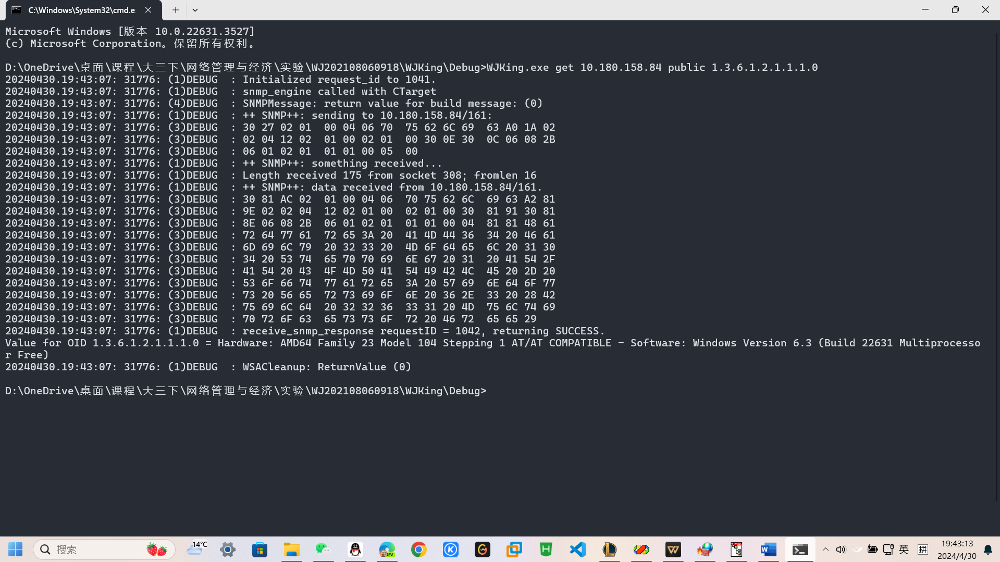 C:\Windows\System32\cmd.e
Microsoft Windows [版本 10.0.22631.3527]
(c) Microsoft Corporation。保留所有权利。
D:\OneDrive\桌面\课程\大三下\网络管理与经济\实验\WJ202108060918\WJKing\Debug>WJKing.exe get 10.180.158.84 public 1.3.6.1.2.1.1.1.0
20240430.19:43:07: 31776: (1)DEBUG  : Initialized request_id to 1041.
20240430.19:43:07: 31776: (1)DEBUG  : snmp_engine called with CTarget
20240430.19:43:07: 31776: (4)DEBUG  : SNMPMessage: return value for build message: (0)
20240430.19:43:07: 31776: (1)DEBUG  : ++ SNMP++: sending to 10.180.158.84/161:
20240430.19:43:07: 31776: (3)DEBUG  : 30 27 02 01  00 04 06 70  75 62 6C 69  63 A0 1A 02
20240430.19:43:07: 31776: (3)DEBUG  : 02 04 12 02  01 00 02 01  00 30 0E 30  0C 06 08 2B
20240430.19:43:07: 31776: (3)DEBUG  : 06 01 02 01  01 01 00 05  00
20240430.19:43:07: 31776: (1)DEBUG  : ++ SNMP++: something received...
20240430.19:43:07: 31776: (1)DEBUG  : Length received 175 from socket 308; fromlen 16
20240430.19:43:07: 31776: (1)DEBUG  : ++ SNMP++: data received from 10.180.158.84/161.
20240430.19:43:07: 31776: (3)DEBUG  : 30 81 AC 02  01 00 04 06  70 75 62 6C  69 63 A2 81
20240430.19:43:07: 31776: (3)DEBUG  : 9E 02 02 04  12 02 01 00  02 01 00 30  81 91 30 81
20240430.19:43:07: 31776: (3)DEBUG  : 8E 06 08 2B  06 01 02 01  01 01 00 04  81 81 48 61
20240430.19:43:07: 31776: (3)DEBUG  : 72 64 77 61  72 65 3A 20  41 4D 44 36  34 20 46 61
20240430.19:43:07: 31776: (3)DEBUG  : 6D 69 6C 79  20 32 33 20  4D 6F 64 65  6C 20 31 30
20240430.19:43:07: 31776: (3)DEBUG  : 34 20 53 74  65 70 70 69  6E 67 20 31  20 41 54 2F
20240430.19:43:07: 31776: (3)DEBUG  : 41 54 20 43  4F 4D 50 41  54 49 42 4C  45 20 2D 20
20240430.19:43:07: 31776: (3)DEBUG  : 53 6F 66 74  77 61 72 65  3A 20 57 69  6E 64 6F 77
20240430.19:43:07: 31776: (3)DEBUG  : 73 20 56 65  72 73 69 6F  6E 20 36 2E  33 20 28 42
20240430.19:43:07: 31776: (3)DEBUG  : 75 69 6C 64  20 32 32 36  33 31 20 4D  75 6C 74 69
20240430.19:43:07: 31776: (3)DEBUG  : 70 72 6F 63  65 73 73 6F  72 20 46 72  65 65 29
20240430.19:43:07: 31776: (1)DEBUG  : receive_snmp_response requestID = 1042, returning SUCCESS.
Value for OID 1.3.6.1.2.1.1.1.0 = Hardware: AMD64 Family 23 Model 104 Stepping 1 AT/AT COMPATIBLE - Software: Windows Version 6.3 (Build 22631 Multiprocesso
r Free)
20240430.19:43:07: 31776: (1)DEBUG  : WSACleanup: ReturnValue (0)
D:\OneDrive\桌面\课程\大三下\网络管理与经济\实验\WJ202108060918\WJKing\Debug>
搜索
14°C
DEV
英
拼
19:43:13
2024/4/30